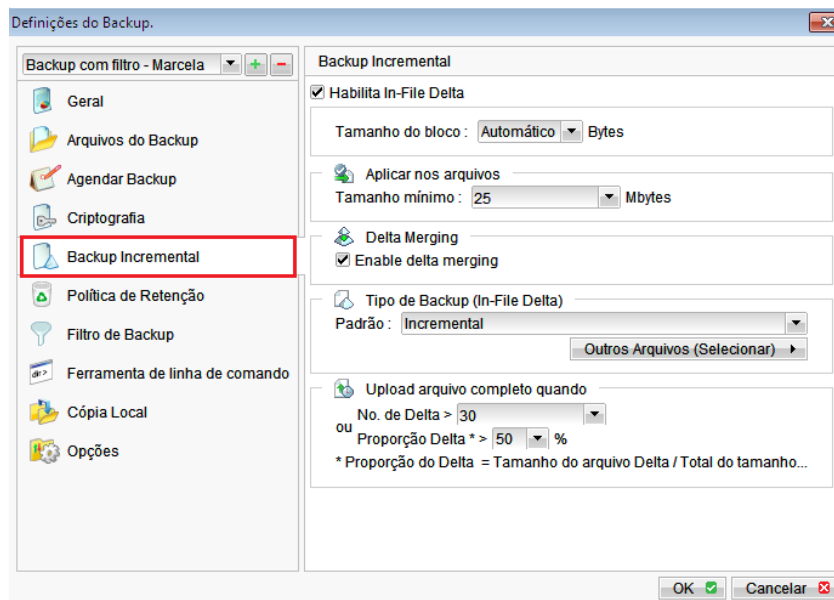 Definições do Backup.
Backup com filtro - Marcela
Geral
Arquivos do Backup
Agendar Backup
Criptografia
Backup Incremental
Política de Retenção
Filtro de Backup
Ferramenta de linha de comando
Cópia Local
Opções
Backup Incremental
Habilita In-File Delta
Tamanho do bloco : Automático Bytes
Aplicar nos arquivos
Tamanho mínimo : 25 Mbytes
Delta Merging
Enable delta merging
Tipo de Backup (In-File Delta)
Padrão : Incremental
Outros Arquivos (Selecionar)
Upload arquivo completo quando
No. de Delta > 30
ou
Proporção Delta * > 50 %
* Proporção do Delta = Tamanho do arquivo Delta / Total do tamanho...
OK Cancelar